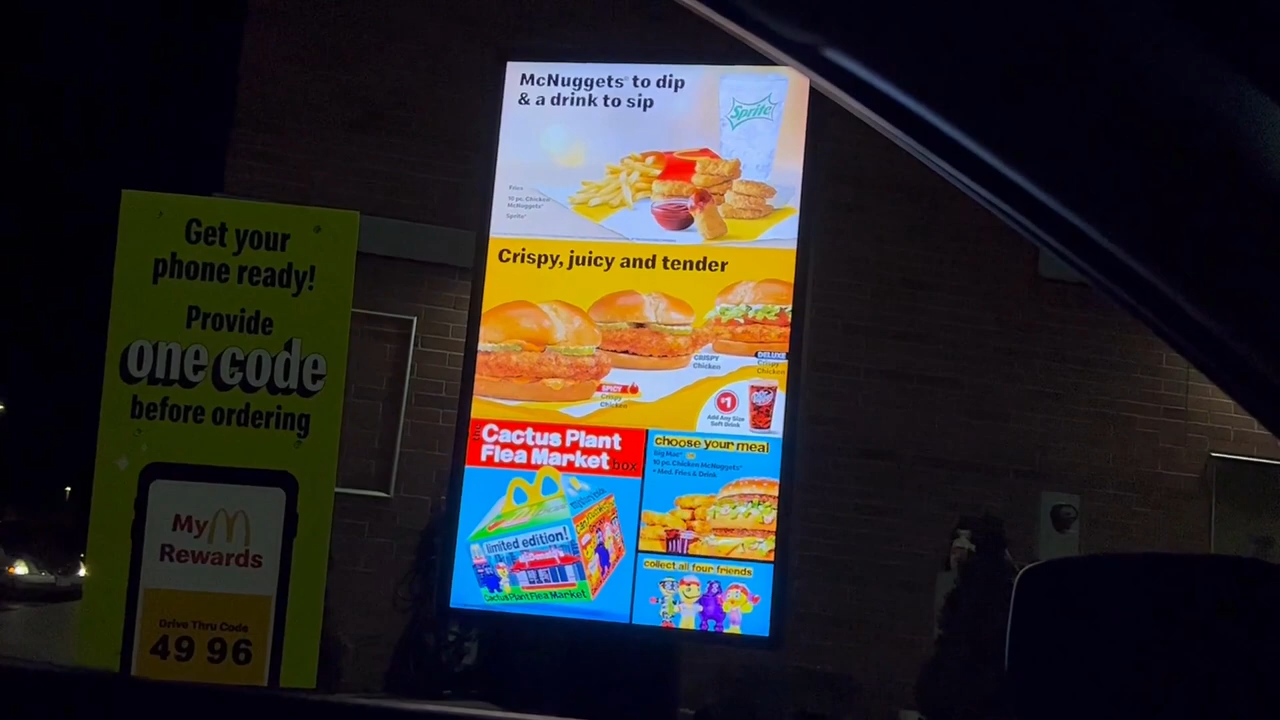 Get your
phone ready!
Provide
one code
before ordering
My
Rewards
Drive Thru Code
49 96
McNuggets® to dip
& a drink to sip
Sprite
Fries
10 pc. Chicken
McNuggets®
Sprite®
Crispy, juicy and tender
SPICY
Crispy
Chicken
CRISPY
Chicken
DELUXE
Crispy
Chicken
$1
Add Any Size
Soft Drink
the
Cactus Plant
Flea Market box
limited edition!
Cactus Plant Flea Market
choose your meal
Big Mac®
10 pc. Chicken McNuggets®
+ Med. Fries & Drink
collect all four friends